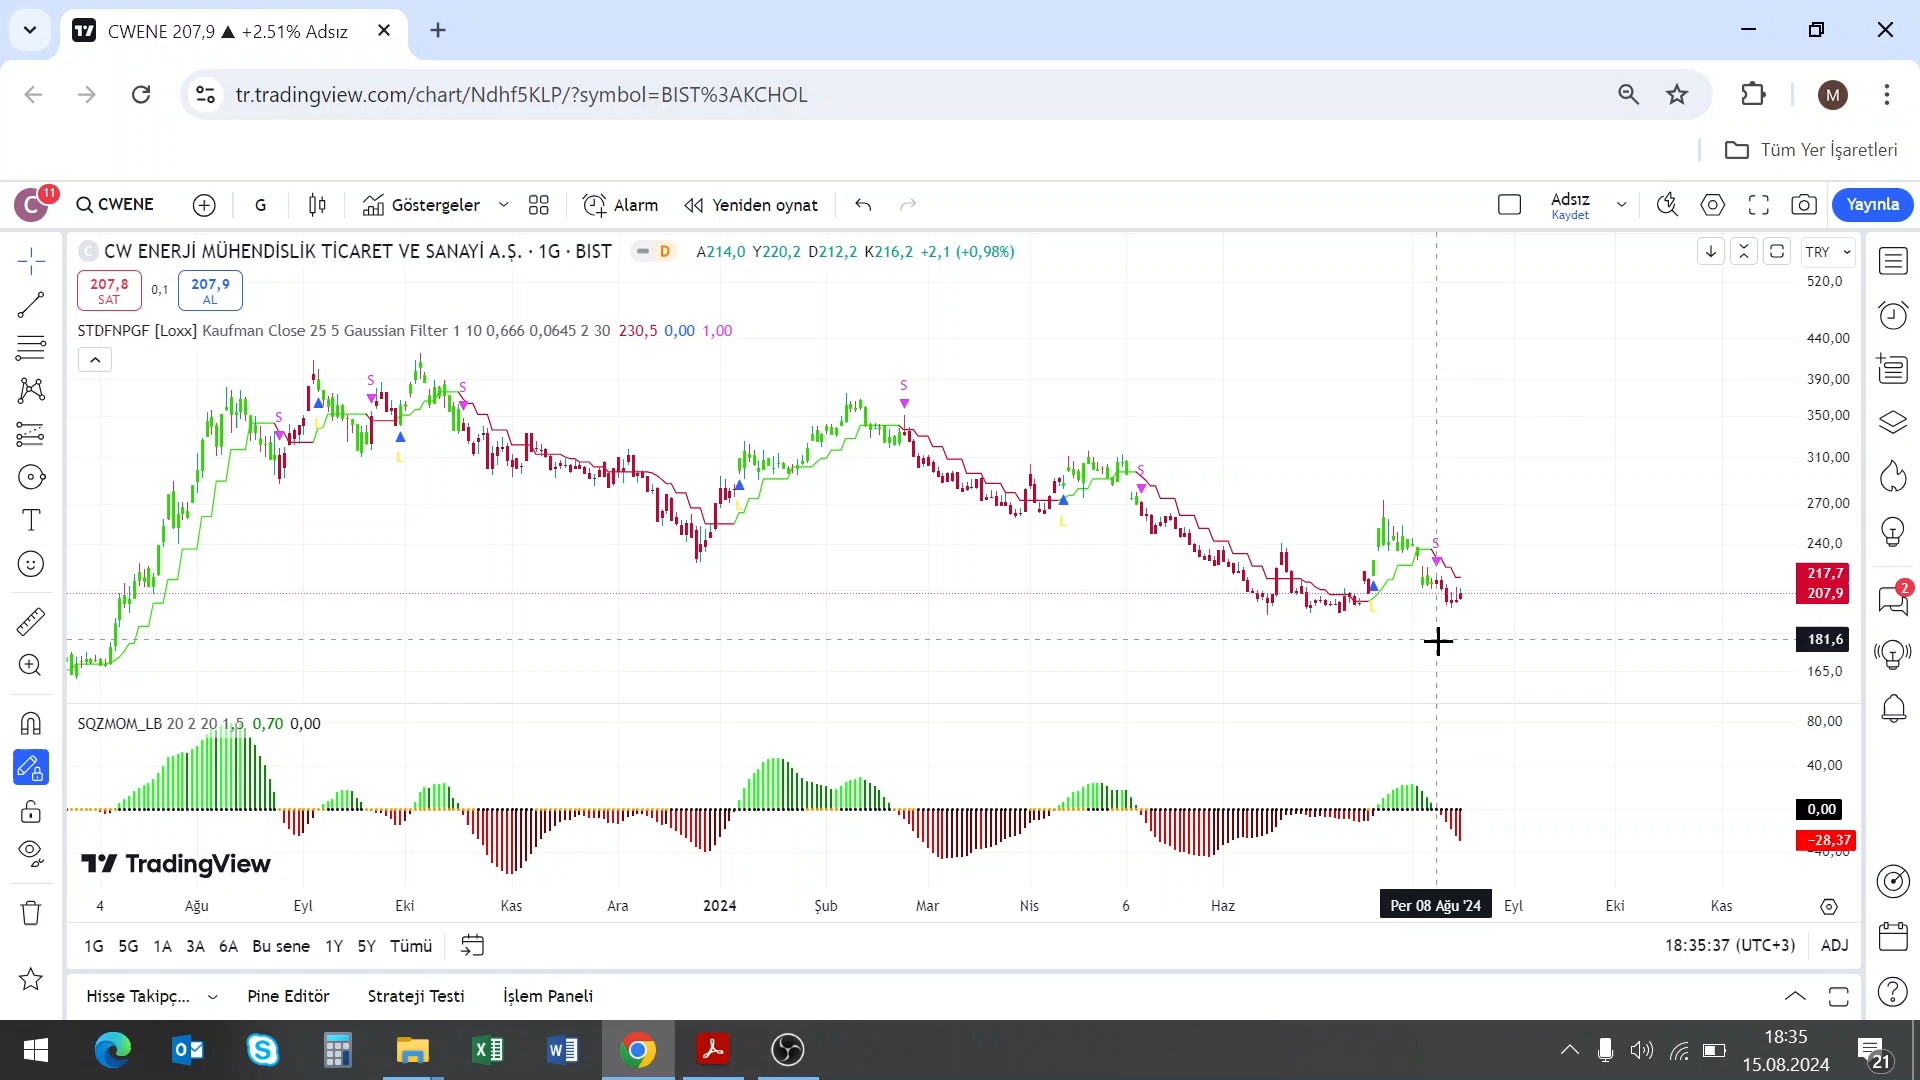 CWENE 207,9 ▲ +2.51% Adsız
tr.tradingview.com/chart/Ndhf5KLP/?symbol=BIST%3AKCHOL
M
Tüm Yer İşaretleri
C 11
CWENE
G
Göstergeler
Alarm
Yeniden oynat
Adsız
Kaydet
Yayınla
C CW ENERJİ MÜHENDİSLİK TİCARET VE SANAYİ A.Ş. · 1G · BIST D A214,0 Y220,2 D212,2 K216,2 +2,1 (+0,98%)
TRY
207,8
SAT
0,1
207,9
AL
STDFNPGF [Loxx] Kaufman Close 25 5 Gaussian Filter 1 10 0,666 0,0645 2 30 230,5 0,00 1,00
520,0
440,00
390,00
350,00
310,00
270,00
240,0
217,7
207,9
181,6
165,0
S
S
S
S
S
S
L
L
L
L
L
L
SQZMOM_LB 20 2 20 1,5 0,70 0,00
80,00
40,00
0,00
−28,37
−40,00
TradingView
4 Ağu Eyl Eki Kas Ara 2024 Şub Mar Nis 6 Haz Per 08 Ağu '24 Eyl Eki Kas
1G 5G 1A 3A 6A Bu sene 1Y 5Y Tümü
18:35:37 (UTC+3) ADJ
Hisse Takipç... Pine Editör Strateji Testi İşlem Paneli
2
18:35
15.08.2024
21